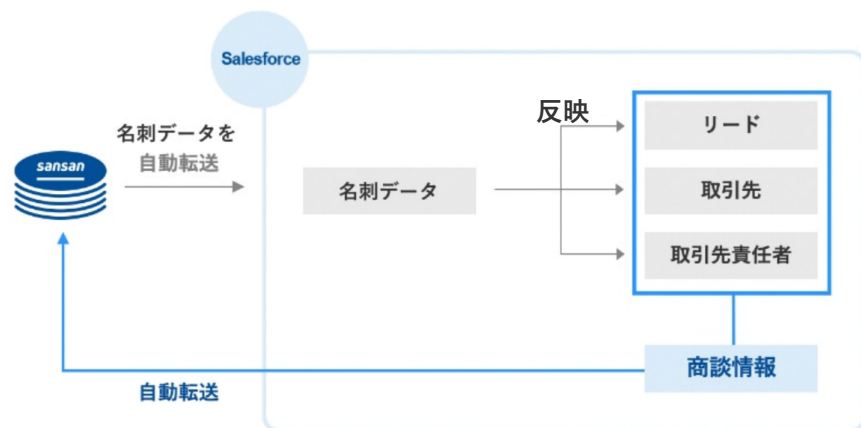 Salesforce
名刺データを
自動転送
sansan
名刺データ
反映
リード
取引先
取引先責任者
商談情報
自動転送